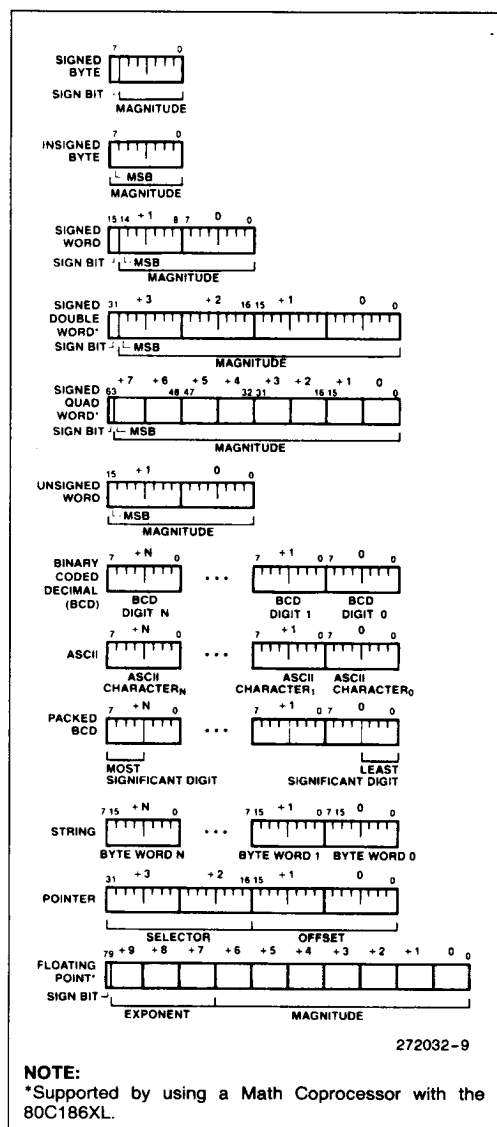 7 0
SIGNED
BYTE
SIGN BIT
MAGNITUDE
7 0
INSIGNED
BYTE
MSB
MAGNITUDE
15 14 +1 8 7 0 0
SIGNED
WORD
SIGN BIT MSB
MAGNITUDE
31 +3 +2 16 15 +1 0 0
SIGNED
DOUBLE
WORD*
SIGN BIT MSB
MAGNITUDE
+7 +6 +5 +4 +3 +2 +1 0
63 48 47 32 31 16 15 0
SIGNED
QUAD
WORD*
SIGN BIT MSB
MAGNITUDE
15 +1 0 0
UNSIGNED
WORD
MSB
MAGNITUDE
7 +N 0 7 +1 0 7 0 0
BINARY
CODED
DECIMAL
(BCD)
...
BCD BCD BCD
DIGIT N DIGIT 1 DIGIT 0
7 +N 0 7 +1 0 7 0 0
ASCII ...
ASCII ASCII ASCII
CHARACTERN CHARACTER1 CHARACTER0
7 +N 0 7 +1 0 7 0 0
PACKED
BCD
...
MOST LEAST
SIGNIFICANT DIGIT SIGNIFICANT DIGIT
7 15 +N 0 7 15 +1 0 7 15 0 0
STRING ...
BYTE WORD N BYTE WORD 1 BYTE WORD 0
31 +3 +2 16 15 +1 0 0
POINTER
SELECTOR OFFSET
79 +9 +8 +7 +6 +5 +4 +3 +2 +1 0 0
FLOATING
POINT*
SIGN BIT
EXPONENT MAGNITUDE
272032-9
NOTE:
*Supported by using a Math Coprocessor with the
80C186XL.